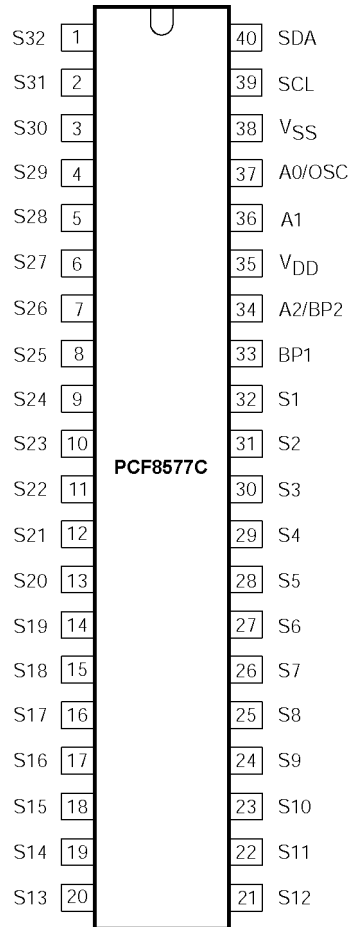 S32 1 40 SDA
S31 2 39 SCL
S30 3 38 VSS
S29 4 37 A0/OSC
S28 5 36 A1
S27 6 35 VDD
S26 7 34 A2/BP2
S25 8 33 BP1
S24 9 32 S1
S23 10 31 S2
PCF8577C
S22 11 30 S3
S21 12 29 S4
S20 13 28 S5
S19 14 27 S6
S18 15 26 S7
S17 16 25 S8
S16 17 24 S9
S15 18 23 S10
S14 19 22 S11
S13 20 21 S12